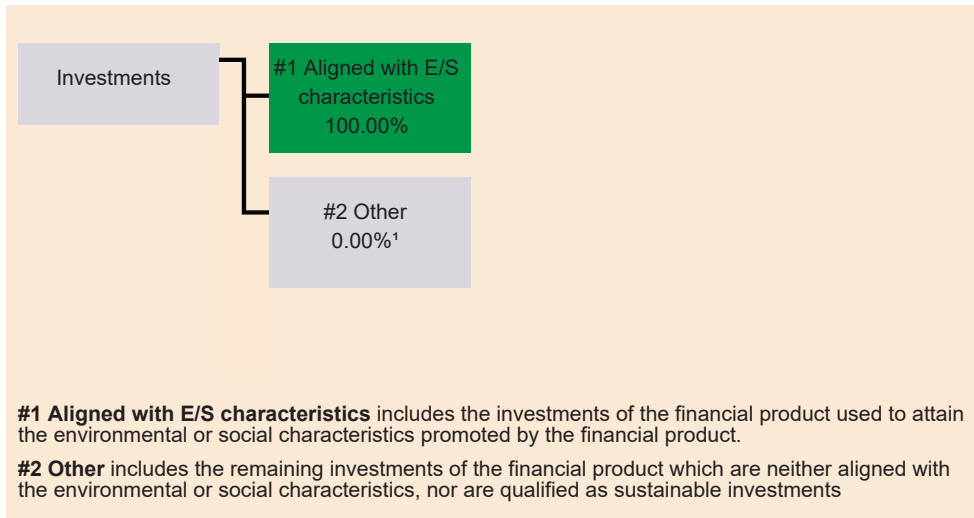 Investments
#1 Aligned with E/S
characteristics
100.00%
#2 Other
0.00%¹
#1 Aligned with E/S characteristics includes the investments of the financial product used to attain
the environmental or social characteristics promoted by the financial product.
#2 Other includes the remaining investments of the financial product which are neither aligned with
the environmental or social characteristics, nor are qualified as sustainable investments